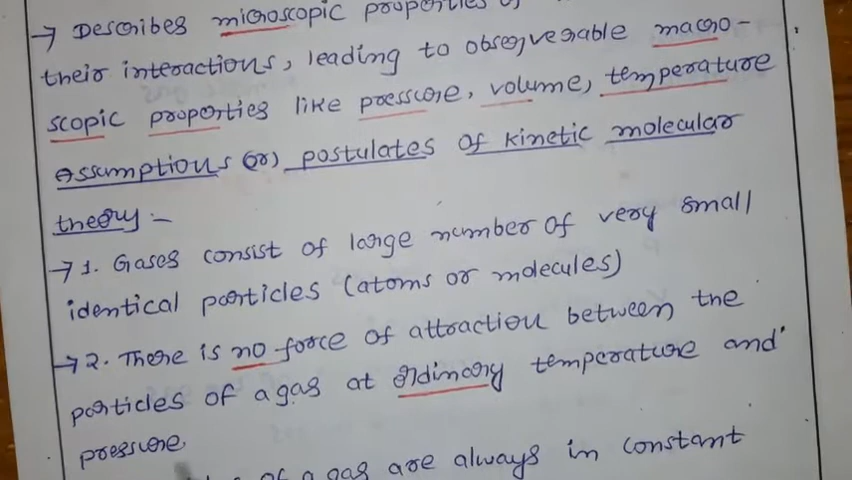 → Describes microscopic properties of
their interactions, leading to observerable macro-
scopic properties like pressure, volume, temperature
Assumptions (or) postulates of kinetic molecular
theory :-
→ 1. Gases consist of large number of very small
identical particles (atoms or molecules)
→ 2. There is no force of attraction between the
particles of a gas at ordinary temperature and
pressure
of a gas are always in constant